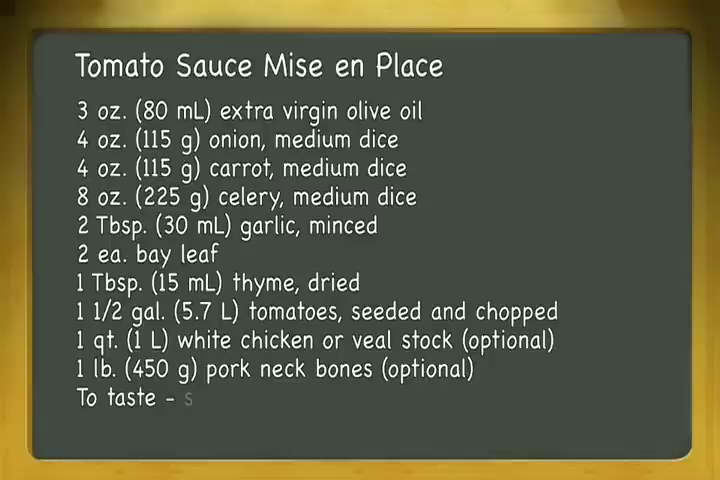 Tomato Sauce Mise en Place
3 oz. (80 mL) extra virgin olive oil
4 oz. (115 g) onion, medium dice
4 oz. (115 g) carrot, medium dice
8 oz. (225 g) celery, medium dice
2 Tbsp. (30 mL) garlic, minced
2 ea. bay leaf
1 Tbsp. (15 mL) thyme, dried
1 1/2 gal. (5.7 L) tomatoes, seeded and chopped
1 qt. (1 L) white chicken or veal stock (optional)
1 lb. (450 g) pork neck bones (optional)
To taste - s